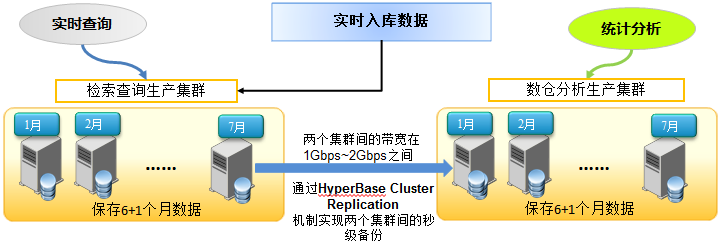 实时查询
实时入库数据
统计分析
检索查询生产集群
数仓分析生产集群
1月
2月
7月
......
保存6+1个月数据
两个集群间的带宽在
1Gbps~2Gbps之间
通过HyperBase Cluster
Replication
机制实现两个集群间的秒
级备份
1月
2月
7月
......
保存6+1个月数据